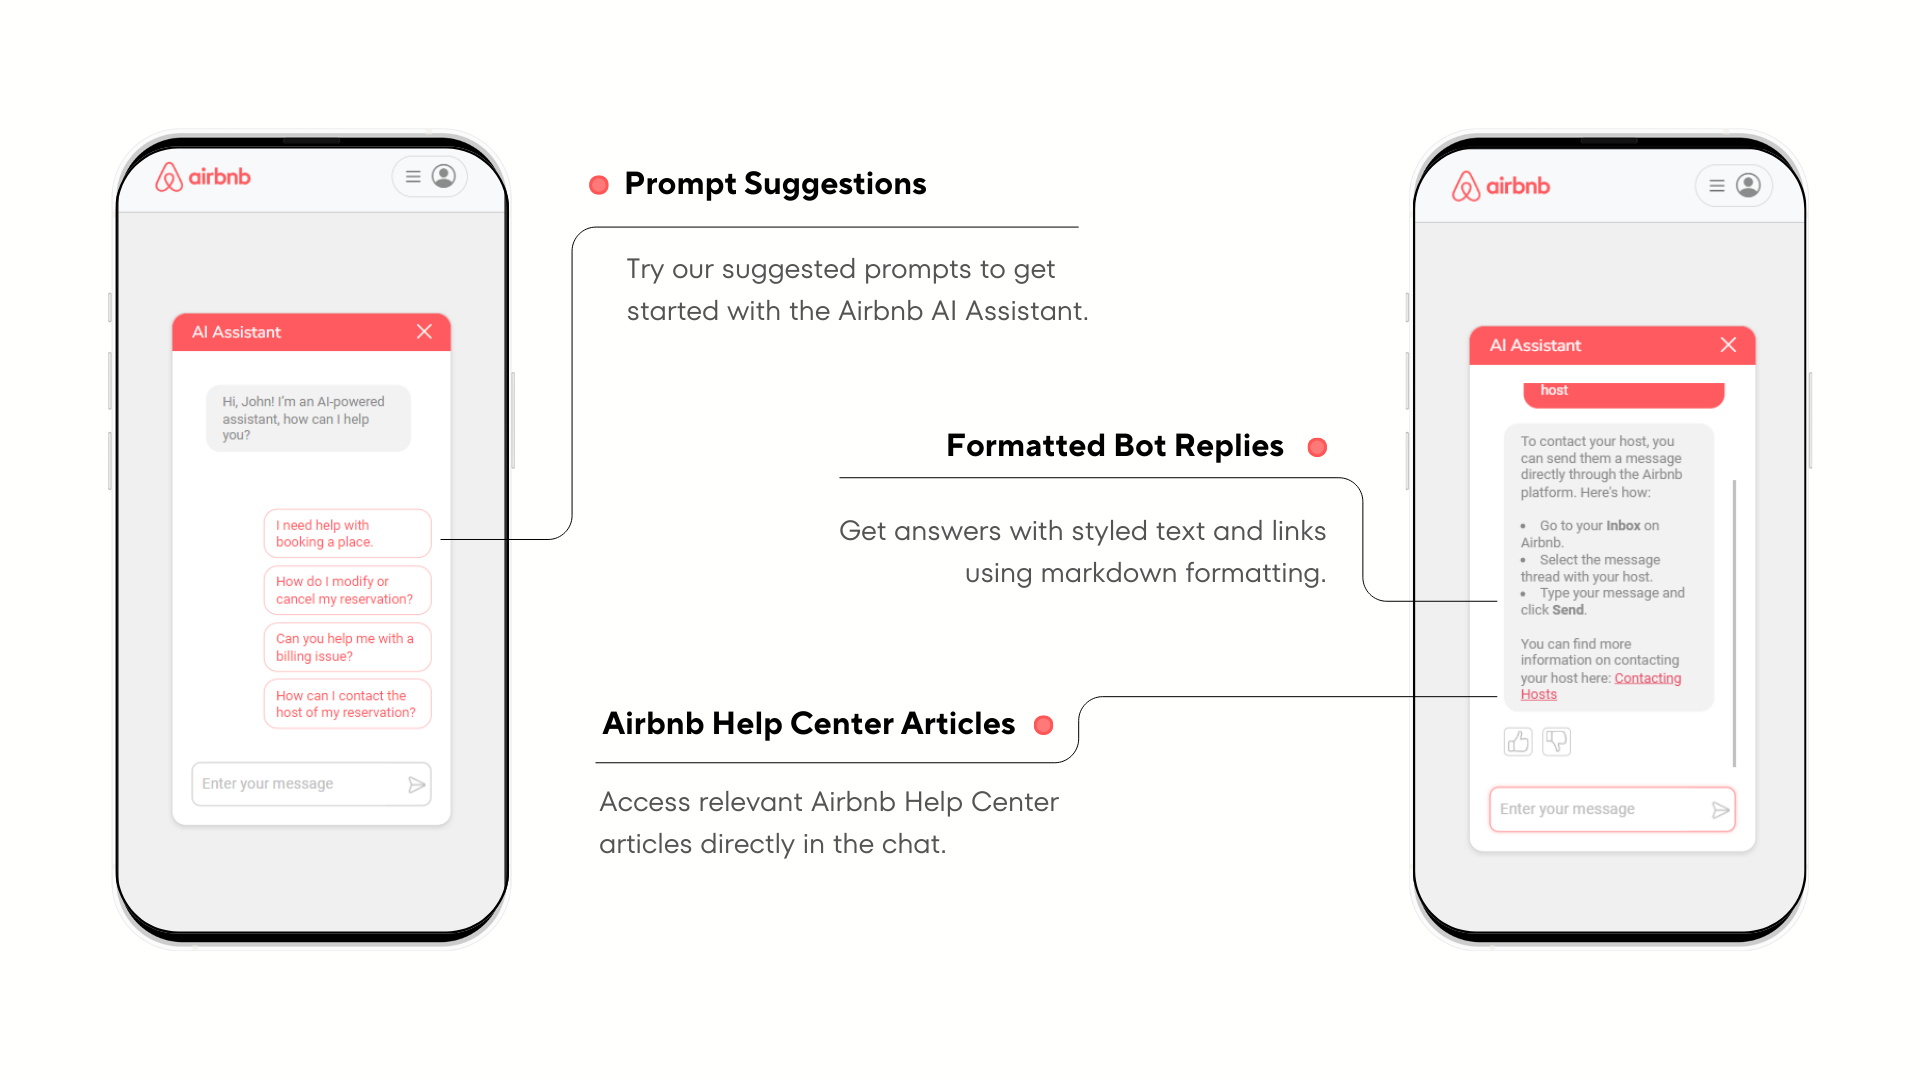 airbnb
AI Assistant
Hi, John! I'm an AI-powered
assistant, how can I help
you?
I need help with
booking a place.
How do I modify or
cancel my reservation?
Can you help me with a
billing issue?
How can I contact the
host of my reservation?
Enter your message
Prompt Suggestions
Try our suggested prompts to get
started with the Airbnb AI Assistant.
Formatted Bot Replies
Get answers with styled text and links
using markdown formatting.
Airbnb Help Center Articles
Access relevant Airbnb Help Center
articles directly in the chat.
airbnb
AI Assistant
host
To contact your host, you
can send them a message
directly through the Airbnb
platform. Here's how:
• Go to your Inbox on
Airbnb.
• Select the message
thread with your host.
• Type your message and
click Send.
You can find more
information on contacting
your host here: Contacting
Hosts
Enter your message